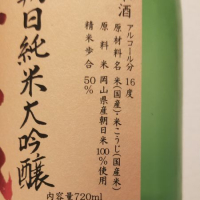 酒
アルコール分 16度
原材料名 米(国産)・米こうじ(国産米)
原料米 岡山県産朝日米100%使用
精米歩合 50%
朝日純米大吟醸
内容量720ml